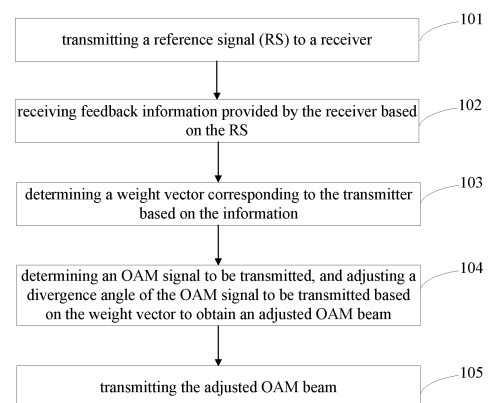 101
transmitting a reference signal (RS) to a receiver
102
receiving feedback information provided by the receiver based
on the RS
103
determining a weight vector corresponding to the transmitter
based on the information
104
determining an OAM signal to be transmitted, and adjusting a
divergence angle of the OAM signal to be transmitted based
on the weight vector to obtain an adjusted OAM beam
105
transmitting the adjusted OAM beam